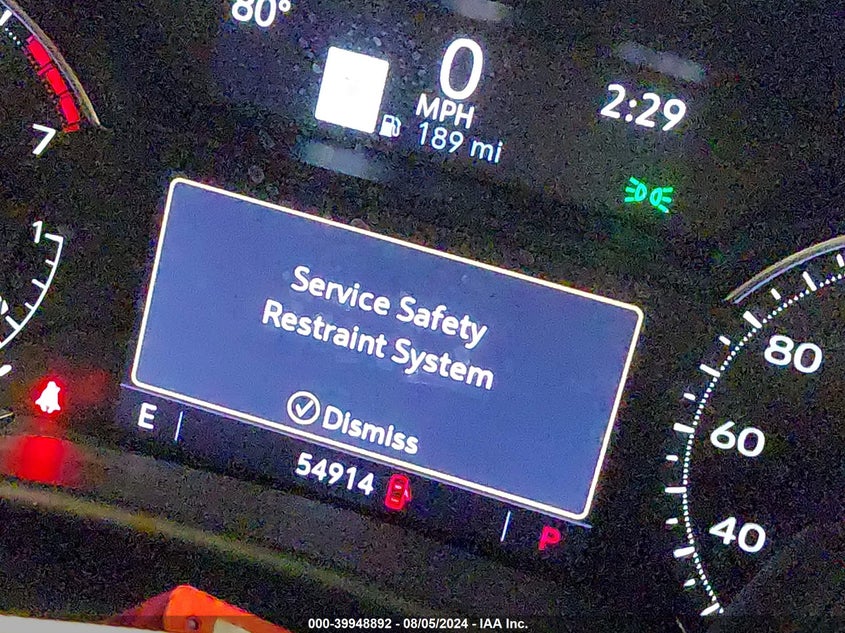 80°
0
MPH
189 mi
2:29
7
1
Service Safety
Restraint System
Dismiss
E
54914
P
80
60
40
000-39948892 - 08/05/2024 - IAA Inc.